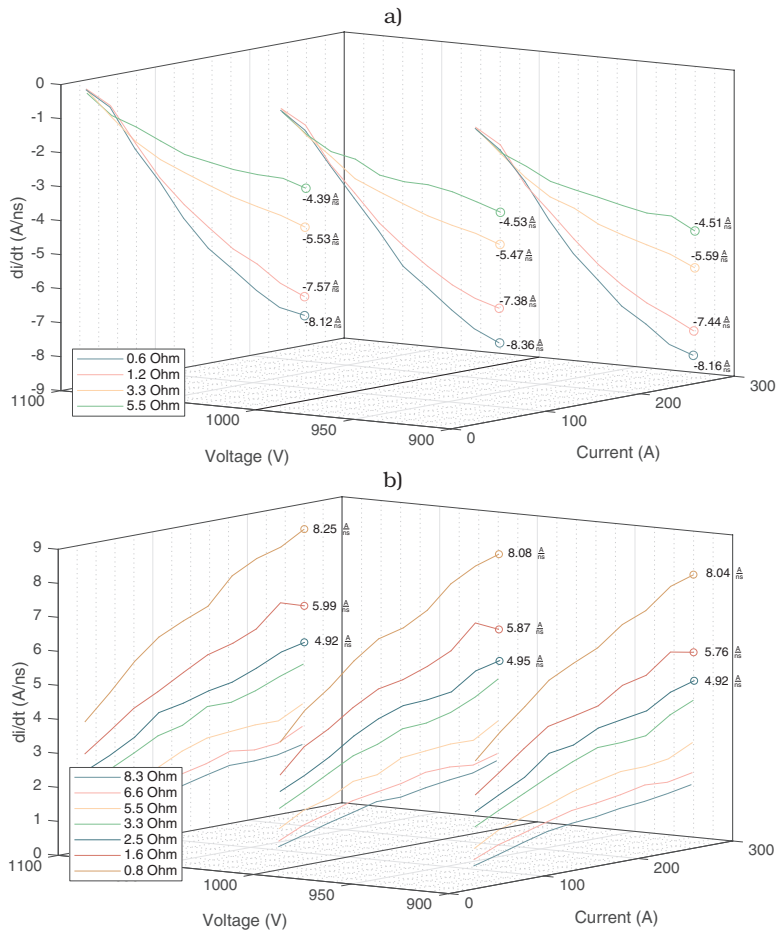 a)
0
-1
-2
-3
-4
-5
-6
-7
-8
-9
di/dt (A/ns)
-4.39 A/ns
-5.53 A/ns
-7.57 A/ns
-8.12 A/ns
-4.53 A/ns
-5.47 A/ns
-7.38 A/ns
-8.36 A/ns
-4.51 A/ns
-5.59 A/ns
-7.44 A/ns
-8.16 A/ns
0.6 Ohm
1.2 Ohm
3.3 Ohm
5.5 Ohm
1100
1000
950
900
Voltage (V)
0
100
200
300
Current (A)
b)
9
8
7
6
5
4
3
2
1
0
di/dt (A/ns)
8.25 A/ns
5.99 A/ns
4.92 A/ns
8.08 A/ns
5.87 A/ns
4.95 A/ns
8.04 A/ns
5.76 A/ns
4.92 A/ns
8.3 Ohm
6.6 Ohm
5.5 Ohm
3.3 Ohm
2.5 Ohm
1.6 Ohm
0.8 Ohm
1100
1000
950
900
Voltage (V)
0
100
200
300
Current (A)